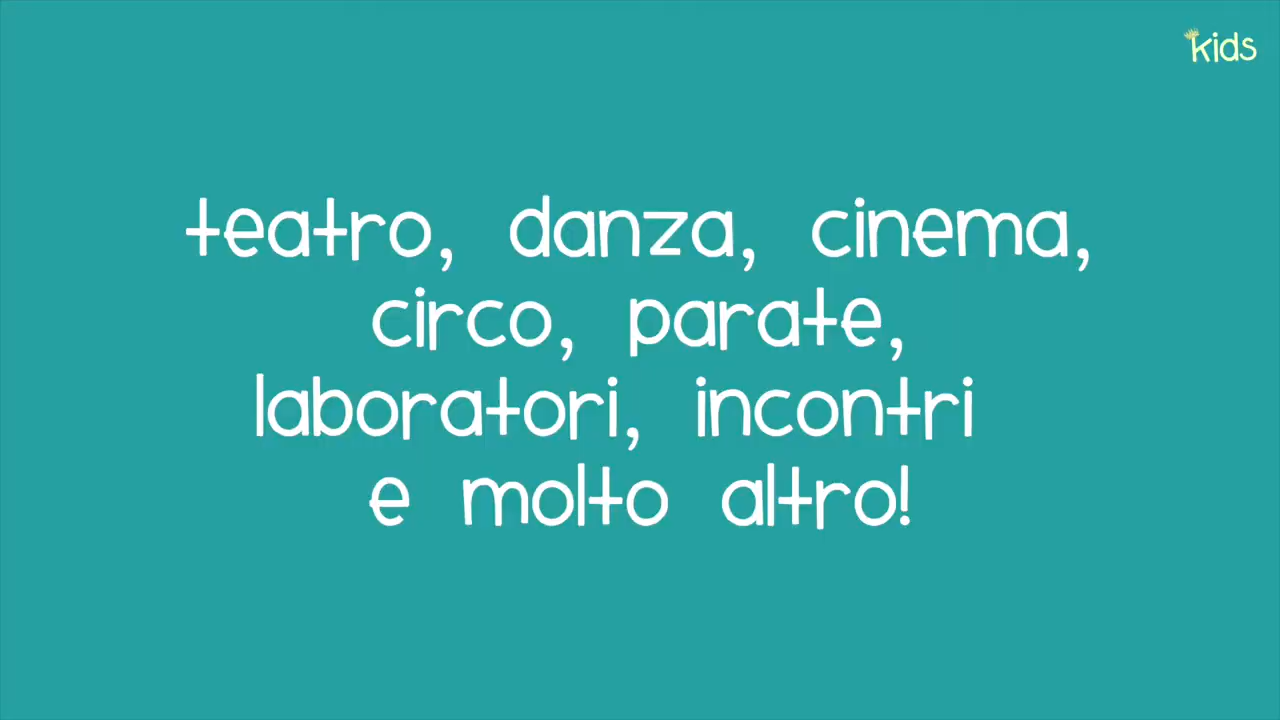 kids
teatro, danza, cinema,
circo, parate,
laboratori, incontri
e molto altro!